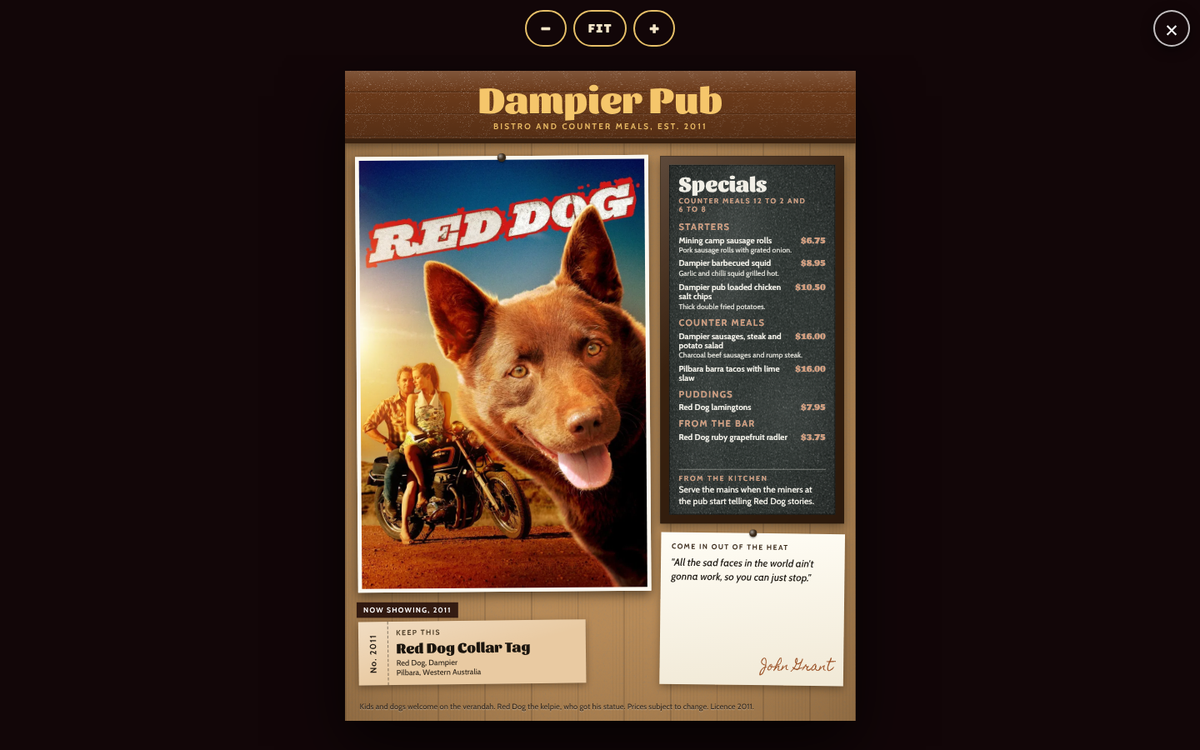 −
FIT
+
×
Dampier Pub
BISTRO AND COUNTER MEALS, EST. 2011
RED DOG
NOW SHOWING, 2011
No. 2011
KEEP THIS
Red Dog Collar Tag
Red Dog, Dampier
Pilbara, Western Australia
Specials
COUNTER MEALS 12 TO 2 AND
6 TO 8
STARTERS
Mining camp sausage rolls $6.75
Pork sausage rolls with grated onion.
Dampier barbecued squid $8.95
Garlic and chilli squid grilled hot.
Dampier pub loaded chicken $10.50
salt chips
Thick double fried potatoes.
COUNTER MEALS
Dampier sausages, steak and $16.00
potato salad
Charcoal beef sausages and rump steak.
Pilbara barra tacos with lime $16.00
slaw
PUDDINGS
Red Dog lamingtons $7.95
FROM THE BAR
Red Dog ruby grapefruit radler $3.75
FROM THE KITCHEN
Serve the mains when the miners at
the pub start telling Red Dog stories.
COME IN OUT OF THE HEAT
"All the sad faces in the world ain't
gonna work, so you can just stop."
John Grant
Kids and dogs welcome on the verandah. Red Dog the kelpie, who got his statue. Prices subject to change. Licence 2011.